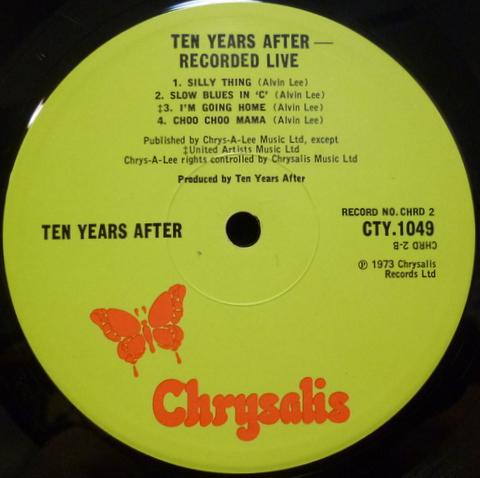 TEN YEARS AFTER—
RECORDED LIVE
1. SILLY THING (Alvin Lee)
2. SLOW BLUES IN 'C' (Alvin Lee)
‡3. I'M GOING HOME (Alvin Lee)
4. CHOO CHOO MAMA (Alvin Lee)
Published by Chrys-A-Lee Music Ltd, except
‡United Artists Music Ltd
Chrys-A-Lee rights controlled by Chrysalis Music Ltd
Produced by Ten Years After
TEN YEARS AFTER
RECORD NO. CHRD 2
CTY.1049
CHRD 2-B
℗ 1973 Chrysalis
Records Ltd
Chrysalis